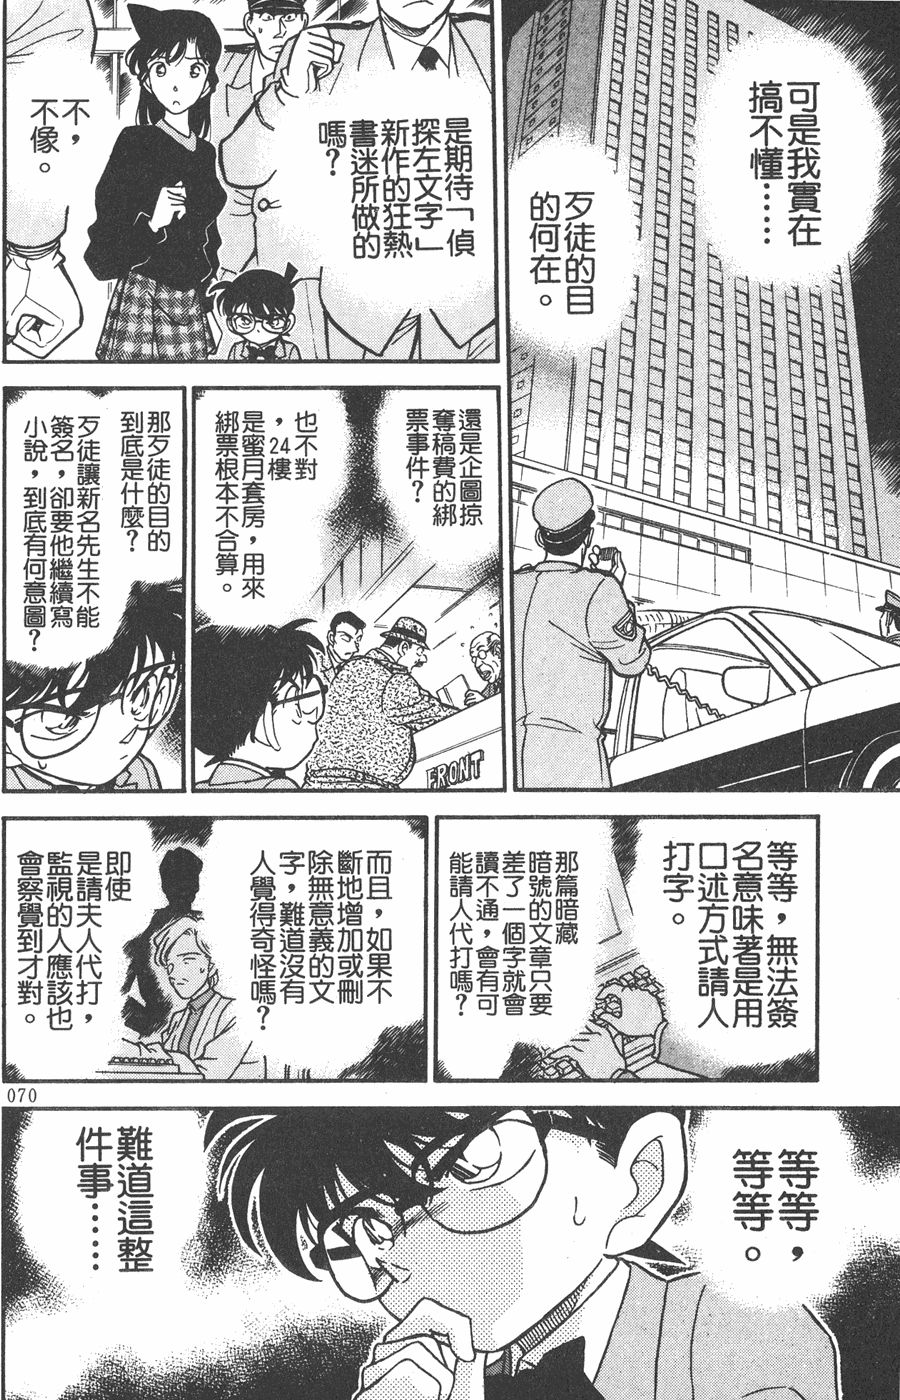 可是我實在
搞不懂……
歹徒的目
的何在。
是期待「偵
探左文字」
新作的狂熱
書迷所做的
嗎？
不，
不像。
還是企圖掠
奪稿費的綁
票事件？
也不對
，24樓
是蜜月套房，用來
綁票根本不合算。
FRONT
那歹徒的目的
到底是什麼？
歹徒讓新名先生不能
簽名，卻要他繼續寫
小說，到底有何意圖？
等等，無法簽
名意味著是用
口述方式請人
打字。
那篇暗藏
暗號的文章只要
差了一個字就會
讀不通，會有可
能請人代打嗎？
而且，如果不
斷地增加或刪
除無意義的文
字，難道沒有
人覺得奇怪嗎？
即使
是請夫人代打，
監視的人應該也
會察覺到才對。
070
等等，
等等。
難道這整
件事……